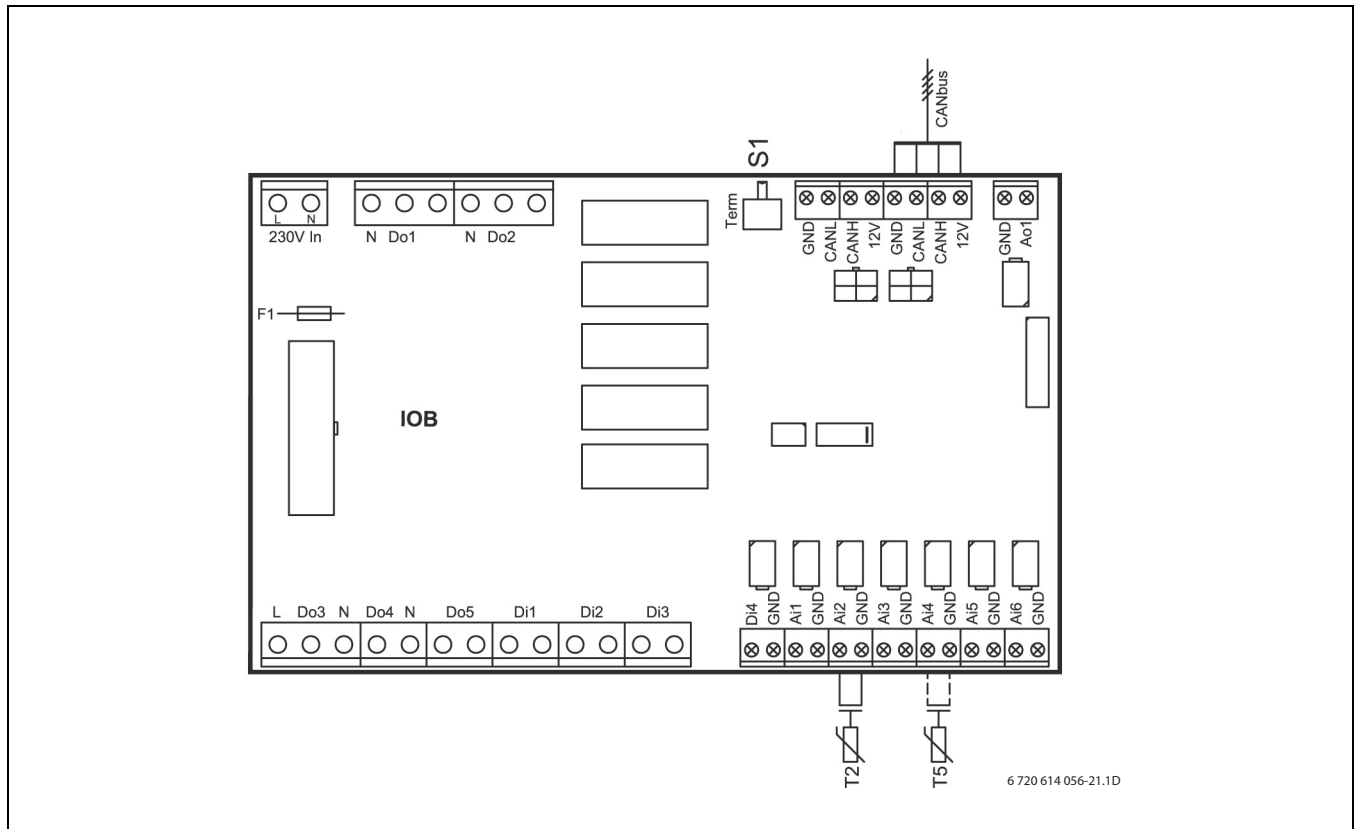 CANbus
S1
Term
L N
230V In
N Do1 N Do2
GND CANL CANH 12V GND CANL CANH 12V
GND Ao1
F1
IOB
L Do3 N Do4 N Do5 Di1 Di2 Di3
Di4 GND Ai1 GND Ai2 GND Ai3 GND Ai4 GND Ai5 GND Ai6 GND
T2 T5
6 720 614 056-21.1D